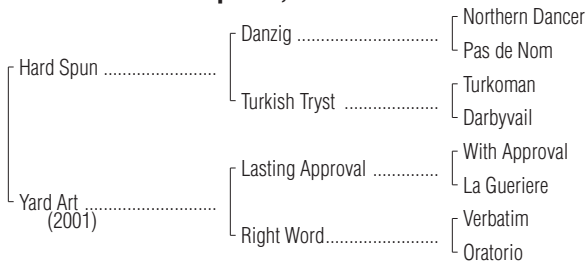 Northern Dancer
Danzig ..................................
Pas de Nom
Hard Spun ...........................
Turkoman
Turkish Tryst ......................
Darbyvail
With Approval
Lasting Approval ...............
La Gueriere
Yard Art ...............................
(2001)
Verbatim
Right Word..........................
Oratorio